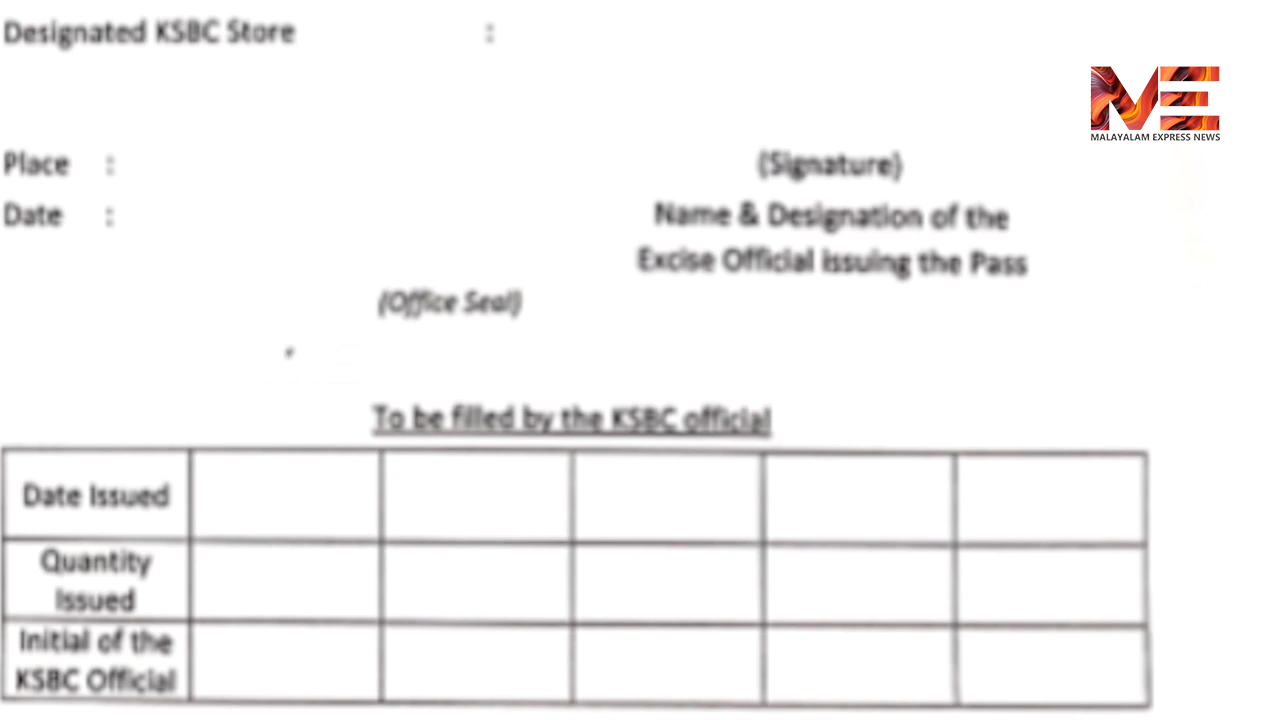 Designated KSBC Store :
ME
MALAYALAM EXPRESS NEWS
Place :
(Signature)
Date :
Name & Designation of the
Excise Official issuing the Pass
(Office Seal)
To be filled by the KSBC official
Date Issued
Quantity
Issued
Initial of the
KSBC Official